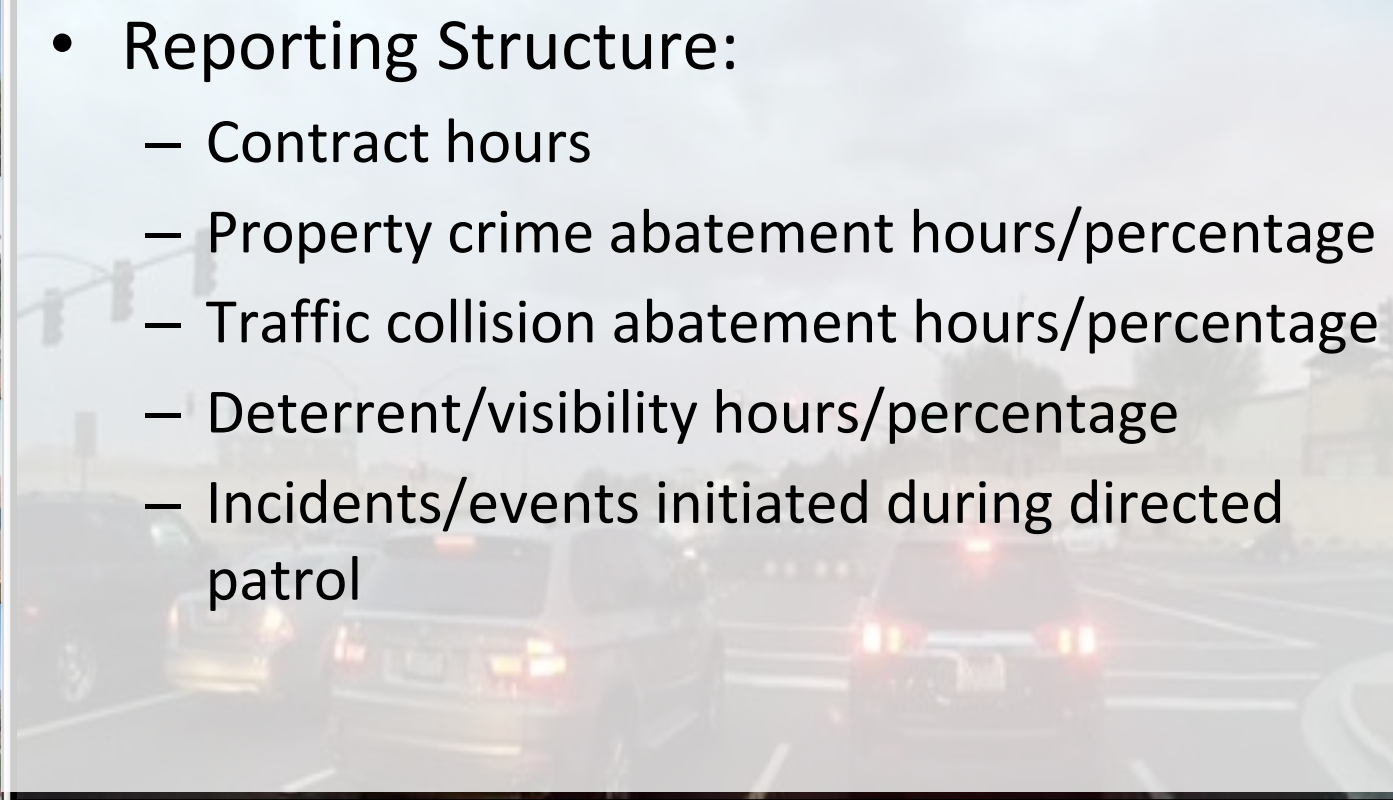 • Reporting Structure:
– Contract hours
– Property crime abatement hours/percentage
– Traffic collision abatement hours/percentage
– Deterrent/visibility hours/percentage
– Incidents/events initiated during directed
patrol